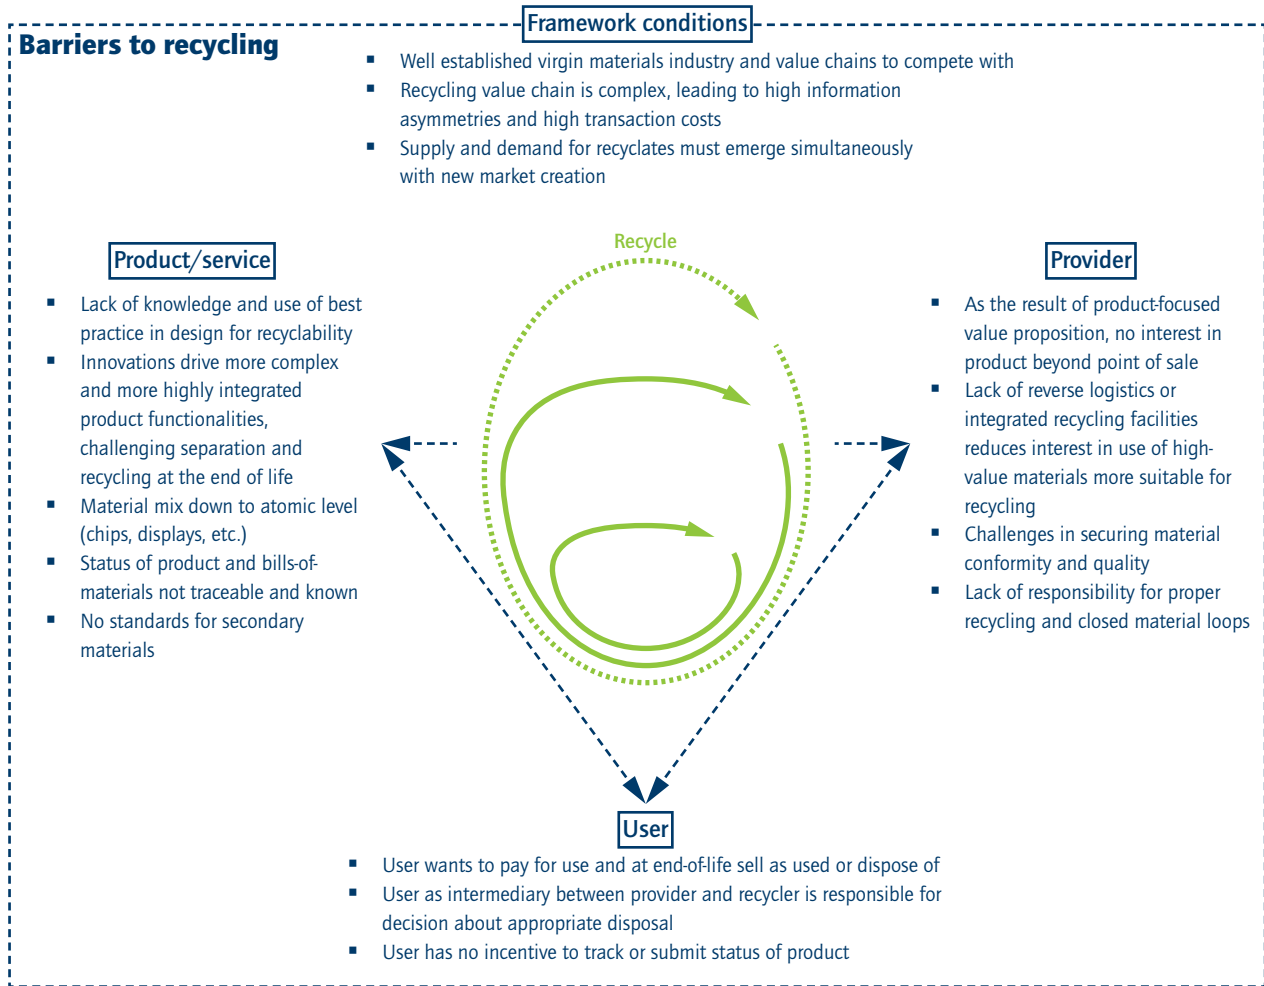 Framework conditions
Barriers to recycling
▪ Well established virgin materials industry and value chains to compete with
▪ Recycling value chain is complex, leading to high information
asymmetries and high transaction costs
▪ Supply and demand for recyclates must emerge simultaneously
with new market creation
Recycle
Product/service
▪ Lack of knowledge and use of best
practice in design for recyclability
▪ Innovations drive more complex
and more highly integrated
product functionalities,
challenging separation and
recycling at the end of life
▪ Material mix down to atomic level
(chips, displays, etc.)
▪ Status of product and bills-of-
materials not traceable and known
▪ No standards for secondary
materials
Provider
▪ As the result of product-focused
value proposition, no interest in
product beyond point of sale
▪ Lack of reverse logistics or
integrated recycling facilities
reduces interest in use of high-
value materials more suitable for
recycling
▪ Challenges in securing material
conformity and quality
▪ Lack of responsibility for proper
recycling and closed material loops
User
▪ User wants to pay for use and at end-of-life sell as used or dispose of
▪ User as intermediary between provider and recycler is responsible for
decision about appropriate disposal
▪ User has no incentive to track or submit status of product